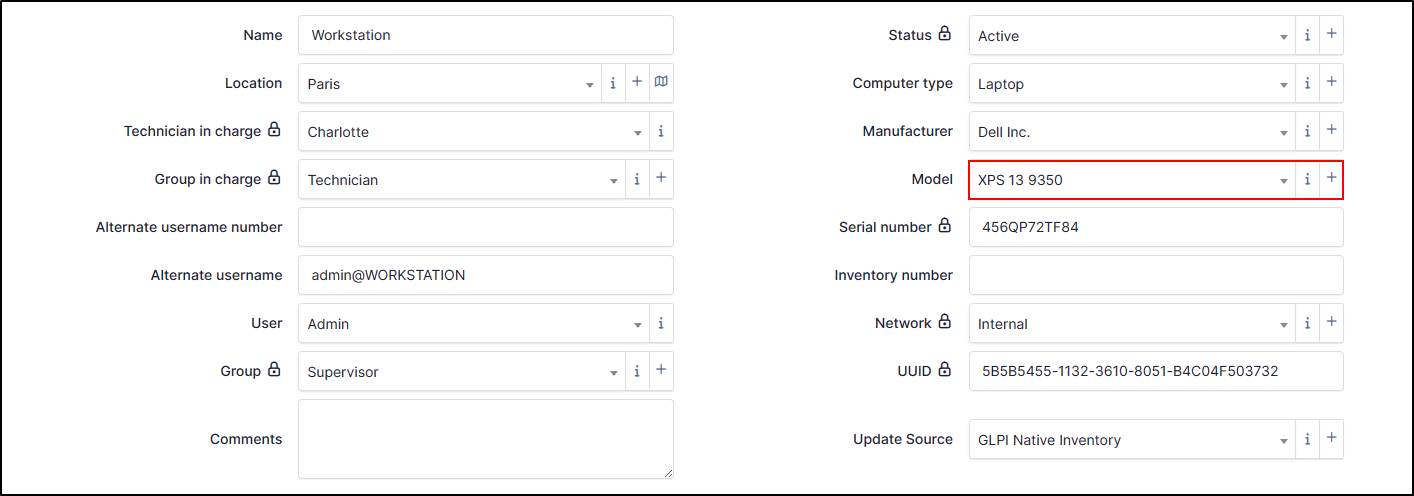 Name Workstation
Status Active
Location Paris
Computer type Laptop
Technician in charge Charlotte
Manufacturer Dell Inc.
Group in charge Technician
Model XPS 13 9350
Alternate username number
Serial number 456QP72TF84
Alternate username admin@WORKSTATION
Inventory number
User Admin
Network Internal
Group Supervisor
UUID 5B5B5455-1132-3610-8051-B4C04F503732
Comments
Update Source GLPI Native Inventory